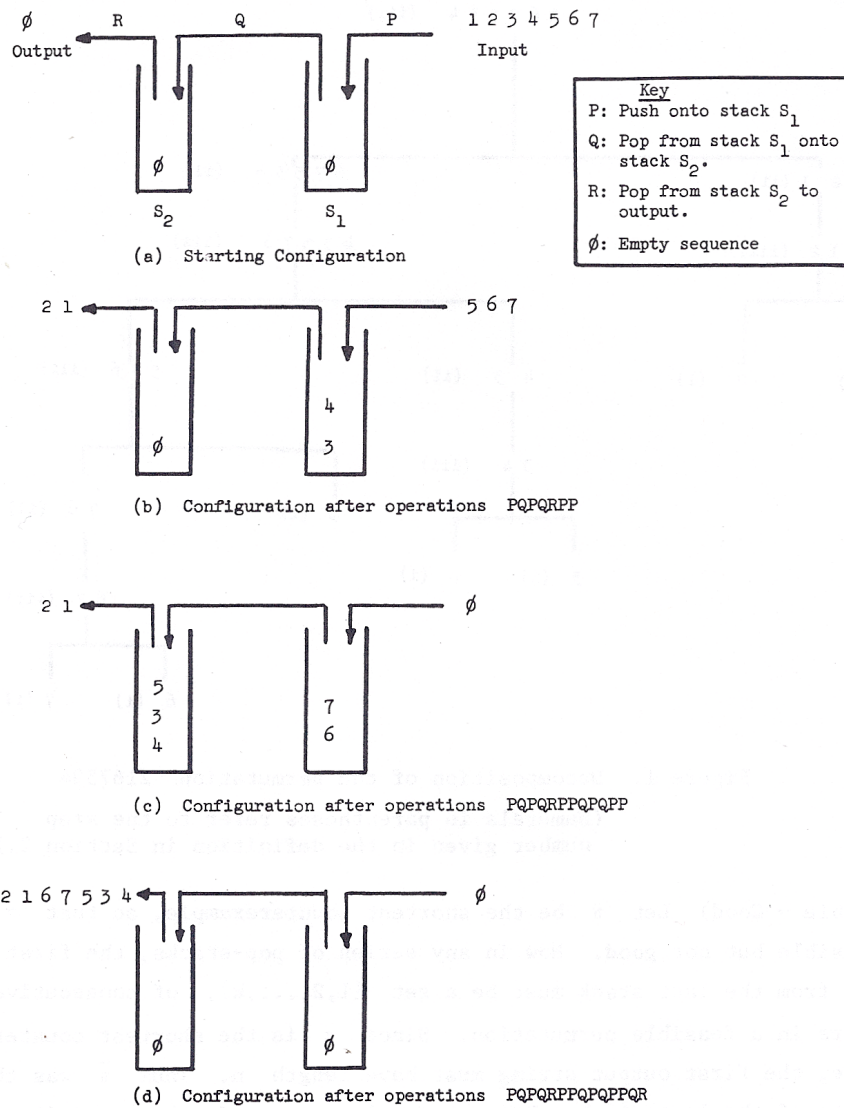 ∅ R Q P 1 2 3 4 5 6 7
Output Input
Key
P: Push onto stack S1
Q: Pop from stack S1 onto
stack S2.
R: Pop from stack S2 to
output.
∅: Empty sequence
∅ ∅
S2 S1
(a) Starting Configuration
2 1 5 6 7
4
∅ 3
(b) Configuration after operations PQPQRPP
2 1 ∅
5
3 7
4 6
(c) Configuration after operations PQPQRPPQPQPP
2 1 6 7 5 3 4 ∅
∅ ∅
(d) Configuration after operations PQPQRPPQPQPPQR